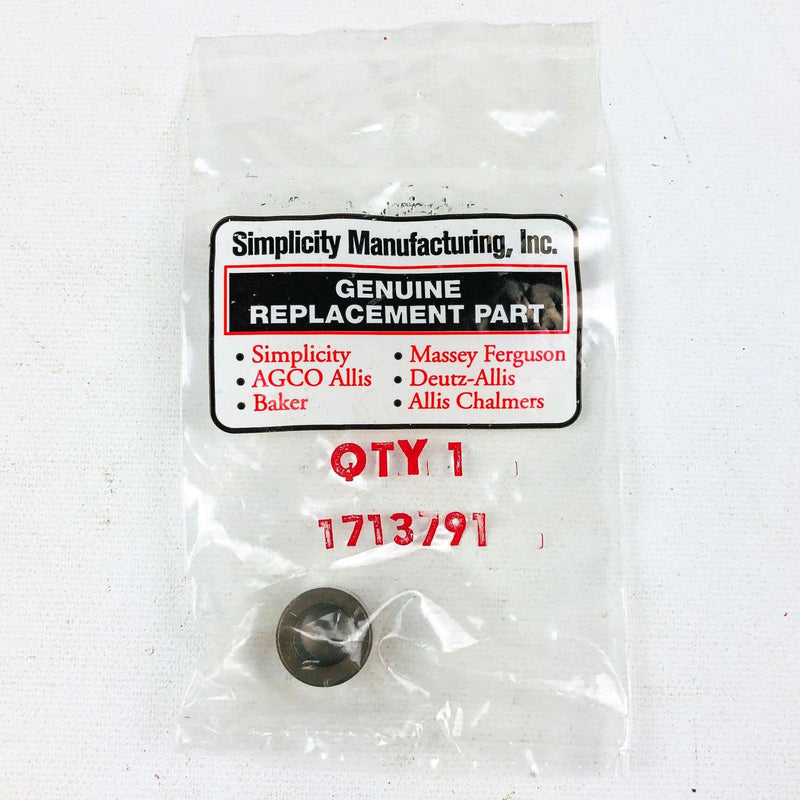 Simplicity Manufacturing, Inc.
GENUINE
REPLACEMENT PART
• Simplicity • Massey Ferguson
• AGCO Allis • Deutz-Allis
• Baker • Allis Chalmers
QTY 1
1713791